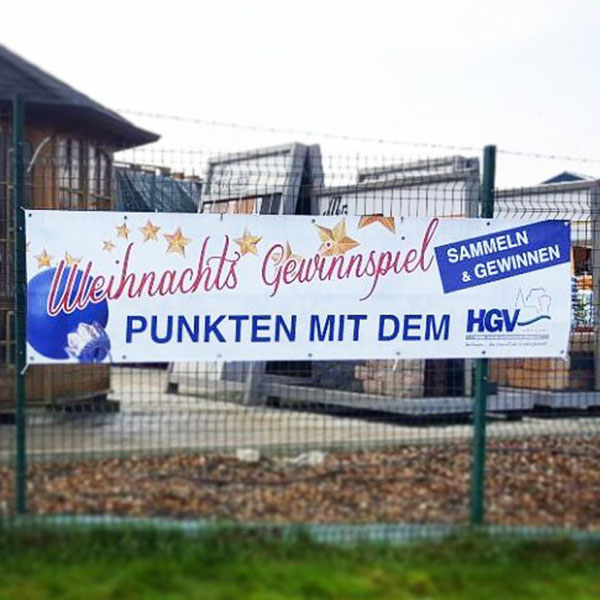 Weihnachts Gewinnspiel
SAMMELN
& GEWINNEN
PUNKTEN MIT DEM
HGV